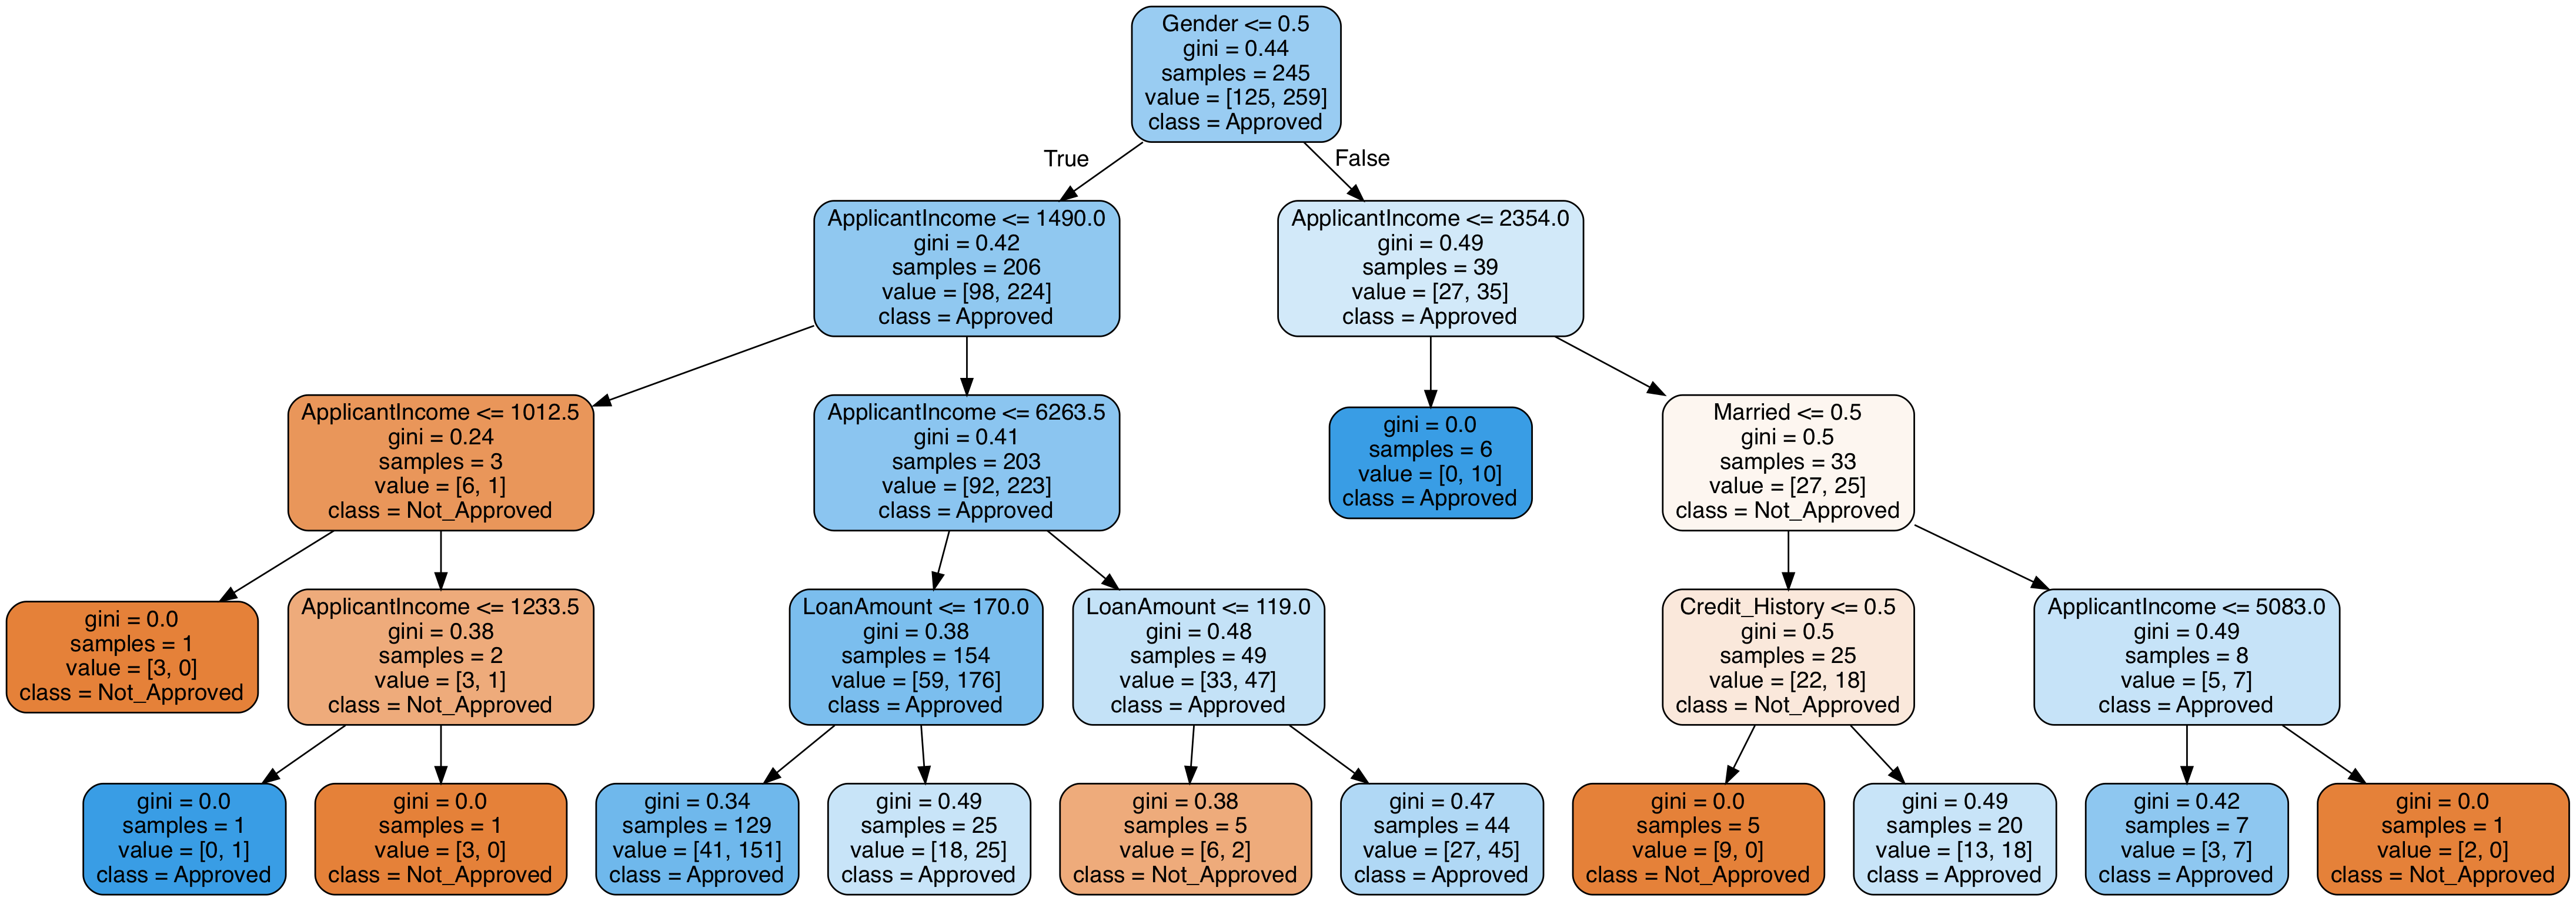 Gender <= 0.5
gini = 0.44
samples = 245
value = [125, 259]
class = Approved
True
False
ApplicantIncome <= 1490.0
gini = 0.42
samples = 206
value = [98, 224]
class = Approved
ApplicantIncome <= 2354.0
gini = 0.49
samples = 39
value = [27, 35]
class = Approved
ApplicantIncome <= 1012.5
gini = 0.24
samples = 3
value = [6, 1]
class = Not_Approved
ApplicantIncome <= 6263.5
gini = 0.41
samples = 203
value = [92, 223]
class = Approved
gini = 0.0
samples = 6
value = [0, 10]
class = Approved
Married <= 0.5
gini = 0.5
samples = 33
value = [27, 25]
class = Not_Approved
gini = 0.0
samples = 1
value = [3, 0]
class = Not_Approved
ApplicantIncome <= 1233.5
gini = 0.38
samples = 2
value = [3, 1]
class = Not_Approved
LoanAmount <= 170.0
gini = 0.38
samples = 154
value = [59, 176]
class = Approved
LoanAmount <= 119.0
gini = 0.48
samples = 49
value = [33, 47]
class = Approved
Credit_History <= 0.5
gini = 0.5
samples = 25
value = [22, 18]
class = Not_Approved
ApplicantIncome <= 5083.0
gini = 0.49
samples = 8
value = [5, 7]
class = Approved
gini = 0.0
samples = 1
value = [0, 1]
class = Approved
gini = 0.0
samples = 1
value = [3, 0]
class = Not_Approved
gini = 0.34
samples = 129
value = [41, 151]
class = Approved
gini = 0.49
samples = 25
value = [18, 25]
class = Approved
gini = 0.38
samples = 5
value = [6, 2]
class = Not_Approved
gini = 0.47
samples = 44
value = [27, 45]
class = Approved
gini = 0.0
samples = 5
value = [9, 0]
class = Not_Approved
gini = 0.49
samples = 20
value = [13, 18]
class = Approved
gini = 0.42
samples = 7
value = [3, 7]
class = Approved
gini = 0.0
samples = 1
value = [2, 0]
class = Not_Approved